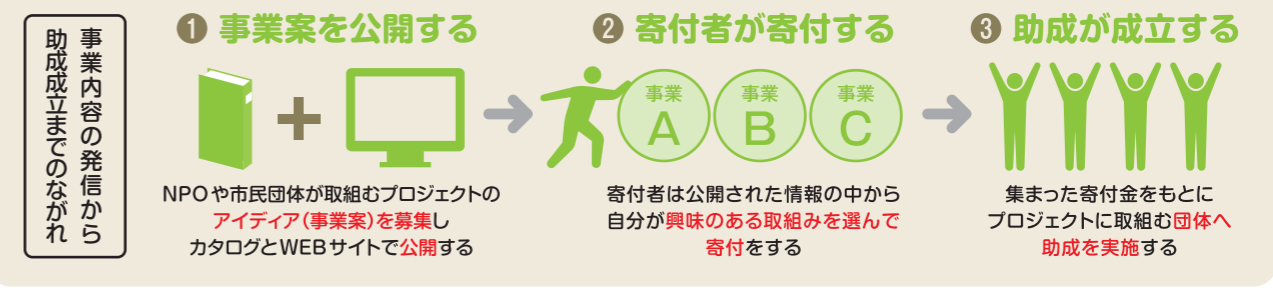 事業内容の発信から
助成成立までのながれ
❶ 事業案を公開する
NPOや市民団体が取組むプロジェクトの
アイディア（事業案）を募集し
カタログとWEBサイトで公開する
❷ 寄付者が寄付する
事業
A
事業
B
事業
C
寄付者は公開された情報の中から
自分が興味のある取組みを選んで
寄付をする
❸ 助成が成立する
集まった寄付金をもとに
プロジェクトに取組む団体へ
助成を実施する